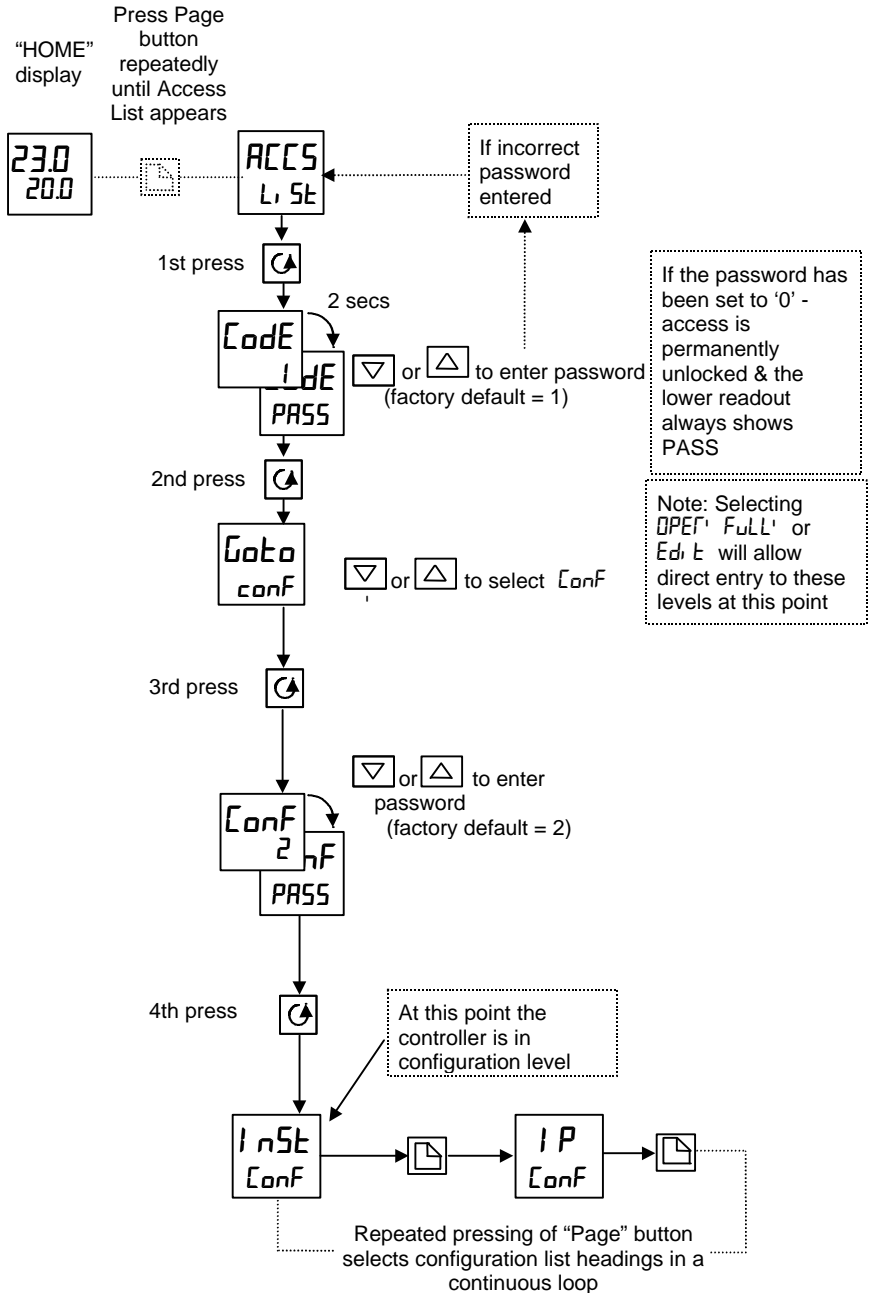 Press Page
button
repeatedly
until Access
List appears
“HOME”
display
23.0
20.0
ACCS
LiSt
If incorrect
password
entered
1st press
2 secs
CodE
1
dE
PASS
or to enter password
(factory default = 1)
If the password has
been set to ‘0’ -
access is
permanently
unlocked & the
lower readout
always shows
PASS
2nd press
Goto
conF
or to select ConF
Note: Selecting
FuLL' or
Edit will allow
direct entry to these
levels at this point
3rd press
or to enter
password
(factory default = 2)
ConF
2
nF
PASS
4th press
At this point the
controller is in
configuration level
InSt
ConF
IP
ConF
Repeated pressing of “Page” button
selects configuration list headings in a
continuous loop